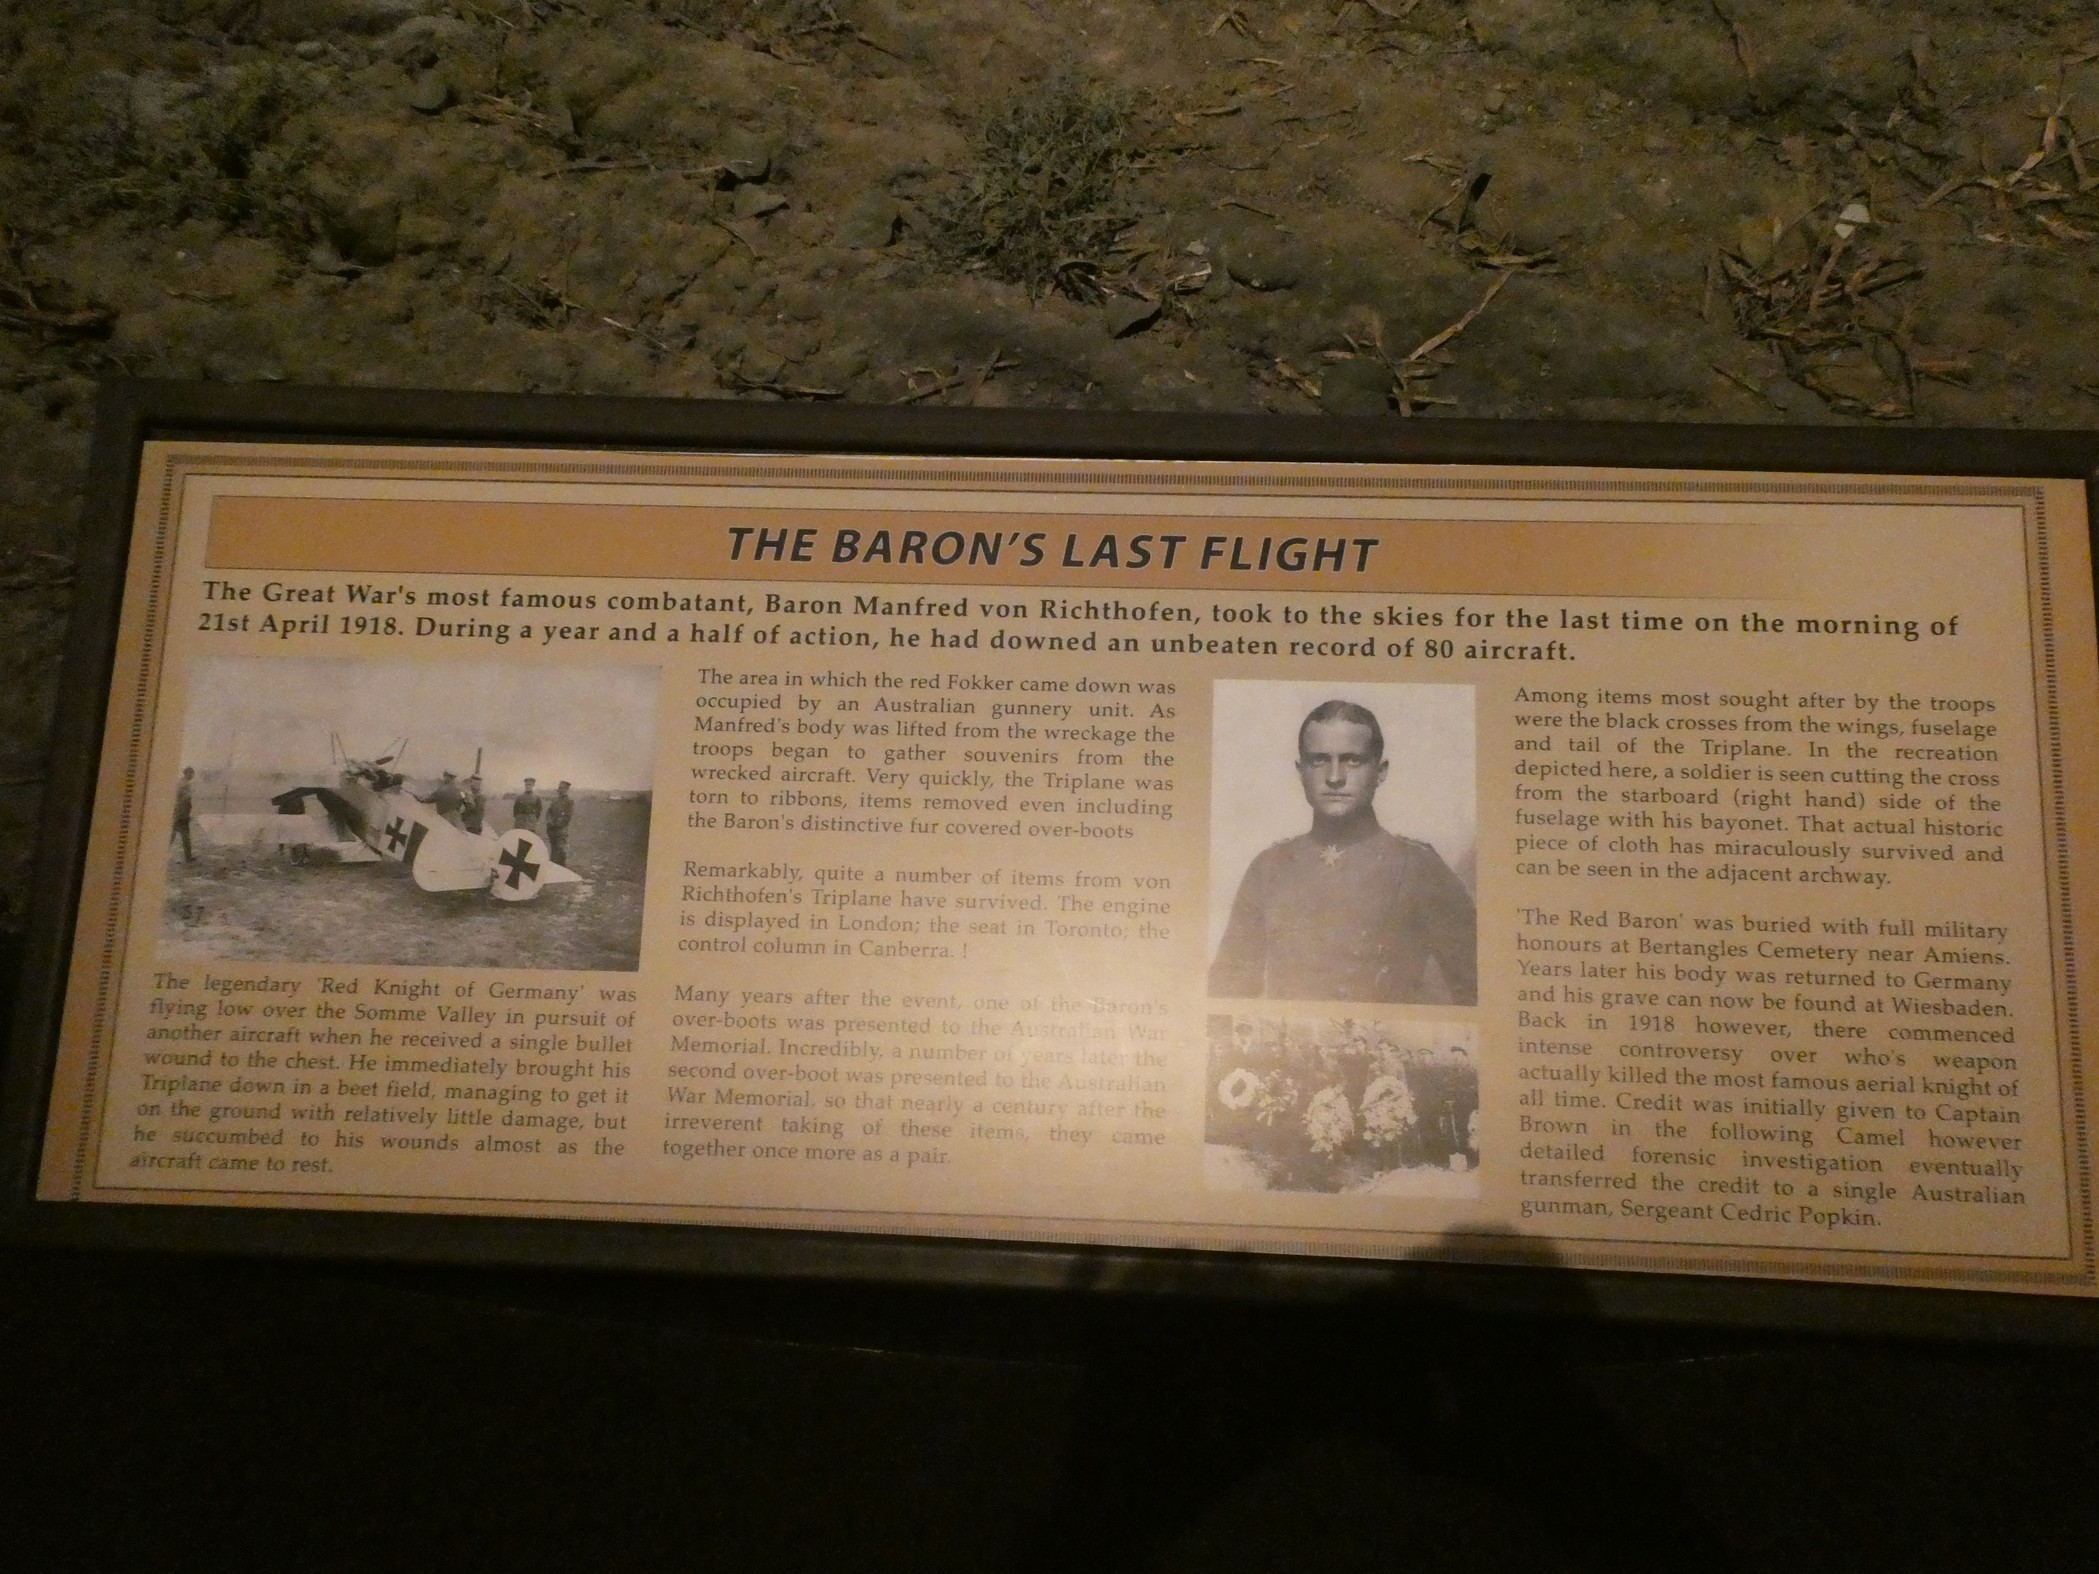 THE BARON'S LAST FLIGHT
The Great War's most famous combatant, Baron Manfred von Richthofen, took to the skies for the last time on the morning of
21st April 1918. During a year and a half of action, he had downed an unbeaten record of 80 aircraft.
57
The legendary 'Red Knight of Germany' was
flying low over the Somme Valley in pursuit of
another aircraft when he received a single bullet
wound to the chest. He immediately brought his
Triplane down in a beet field, managing to get it
on the ground with relatively little damage, but
he succumbed to his wounds almost as the
aircraft came to rest.
The area in which the red Fokker came down was
occupied by an Australian gunnery unit. As
Manfred's body was lifted from the wreckage the
troops began to gather souvenirs from the
wrecked aircraft. Very quickly, the Triplane was
torn to ribbons, items removed even including
the Baron's distinctive fur covered over-boots
Remarkably, quite a number of items from von
Richthofen's Triplane have survived. The engine
is displayed in London; the seat in Toronto; the
control column in Canberra. !
Many years after the event, one of the Baron's
over-boots was presented to the Australian War
Memorial. Incredibly, a number of years later the
second over-boot was presented to the Australian
War Memorial, so that nearly a century after the
irreverent taking of these items, they came
together once more as a pair.
Among items most sought after by the troops
were the black crosses from the wings, fuselage
and tail of the Triplane. In the recreation
depicted here, a soldier is seen cutting the cross
from the starboard (right hand) side of the
fuselage with his bayonet. That actual historic
piece of cloth has miraculously survived and
can be seen in the adjacent archway.
'The Red Baron' was buried with full military
honours at Bertangles Cemetery near Amiens.
Years later his body was returned to Germany
and his grave can now be found at Wiesbaden.
Back in 1918 however, there commenced
intense controversy over who's weapon
actually killed the most famous aerial knight of
all time. Credit was initially given to Captain
Brown in the following Camel however
detailed forensic investigation eventually
transferred the credit to a single Australian
gunman, Sergeant Cedric Popkin.